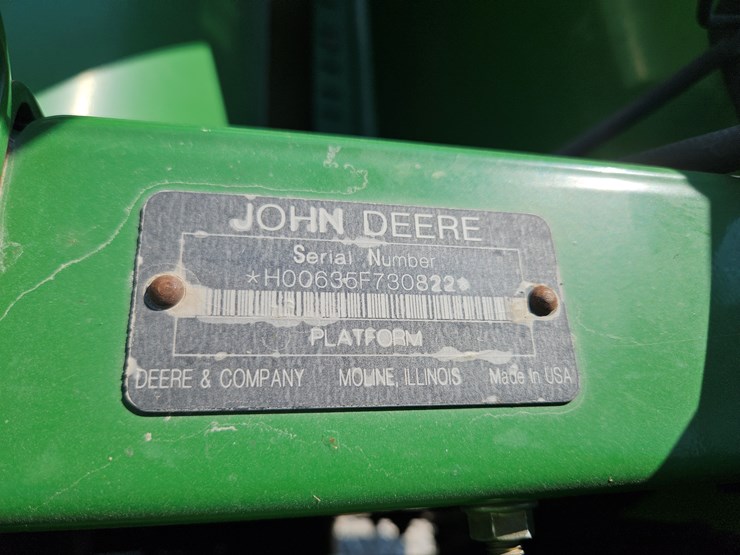 JOHN DEERE
Serial Number
*H00635F730822*
PLATFORM
DEERE & COMPANY MOLINE, ILLINOIS Made in USA